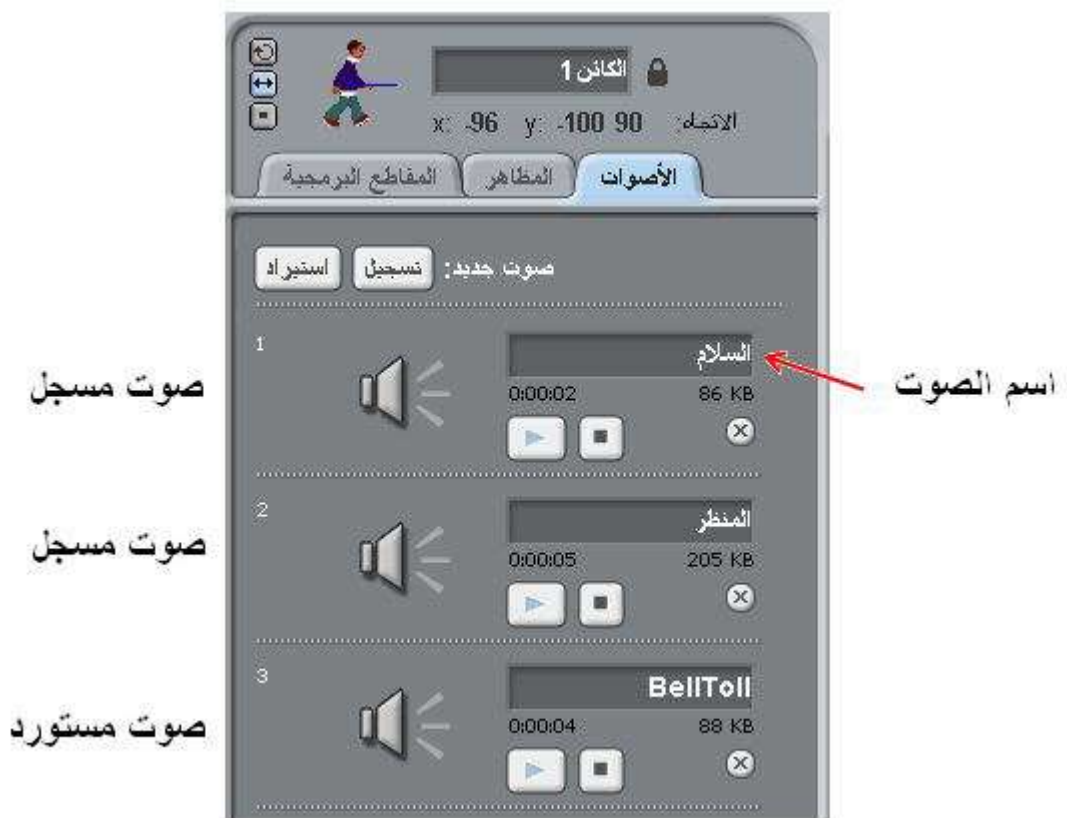 الكائن 1
x: -96 y: -100 90 الاتجاه:
الأصوات المظاهر المقاطع البرمجية
صوت جديد: تسجيل استيراد
1
السلام
0:00:02 86 KB
صوت مسجل
اسم الصوت
2
المنظر
0:00:05 205 KB
صوت مسجل
3
BellToll
0:00:04 88 KB
صوت مستورد